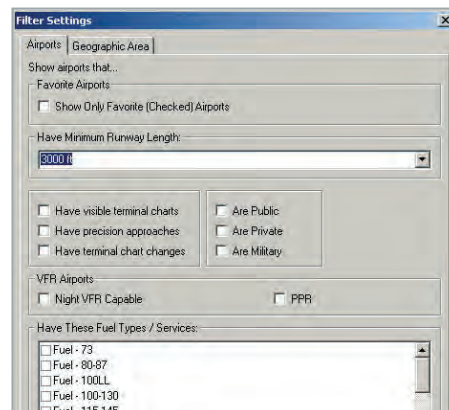 Filter Settings
Airports Geographic Area
Show airports that...
Favorite Airports
Show Only Favorite (Checked) Airports
Have Minimum Runway Length:
3000 ft
Have visible terminal charts
Have precision approaches
Have terminal chart changes
Are Public
Are Private
Are Military
VFR Airports
Night VFR Capable PPR
Have These Fuel Types / Services:
Fuel - 73
Fuel - 80-87
Fuel - 100LL
Fuel - 100-130
Fuel - 115-145